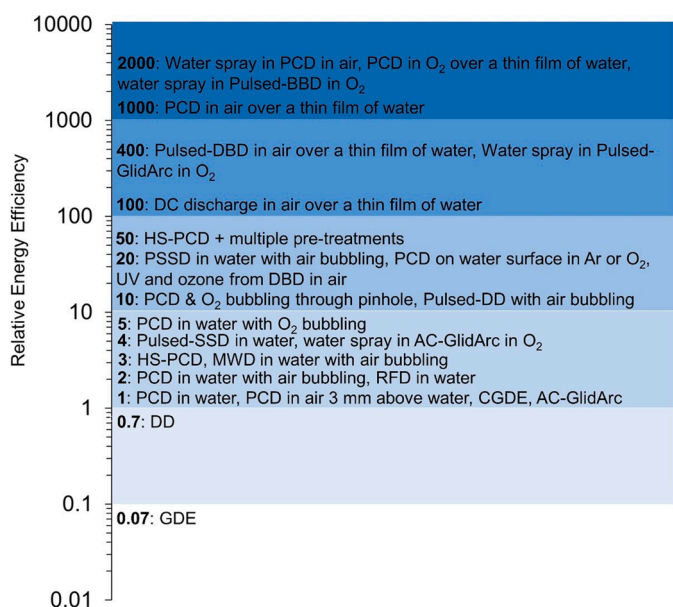 10000
2000: Water spray in PCD in air, PCD in O₂ over a thin film of water,
water spray in Pulsed-BBD in O₂
1000: PCD in air over a thin film of water
1000
400: Pulsed-DBD in air over a thin film of water, Water spray in Pulsed-
GlidArc in O₂
100: DC discharge in air over a thin film of water
100
50: HS-PCD + multiple pre-treatments
20: PSSD in water with air bubbling, PCD on water surface in Ar or O₂,
UV and ozone from DBD in air
10: PCD & O₂ bubbling through pinhole, Pulsed-DD with air bubbling
10
5: PCD in water with O₂ bubbling
4: Pulsed-SSD in water, water spray in AC-GlidArc in O₂
3: HS-PCD, MWD in water with air bubbling
2: PCD in water with air bubbling, RFD in water
1: PCD in water, PCD in air 3 mm above water, CGDE, AC-GlidArc
1
0.7: DD
0.1
0.07: GDE
0.01
Relative Energy Efficiency